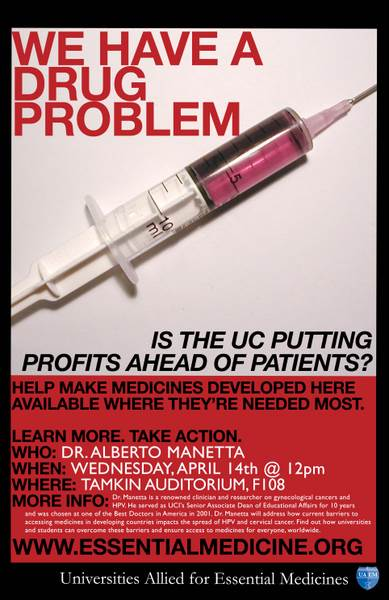 WE HAVE A
DRUG
PROBLEM
5
10
ml
IS THE UC PUTTING
PROFITS AHEAD OF PATIENTS?
HELP MAKE MEDICINES DEVELOPED HERE
AVAILABLE WHERE THEY'RE NEEDED MOST.
LEARN MORE. TAKE ACTION.
WHO: DR. ALBERTO MANETTA
WHEN: WEDNESDAY, APRIL 14th @ 12pm
WHERE: TAMKIN AUDITORIUM, F108
MORE INFO: Dr. Manetta is a renowned clinician and researcher on gynecological cancers and
HPV. He served as UCI's Senior Associate Dean of Educational Affairs for 10 years
and was chosen at one of the Best Doctors in America in 2001. Dr. Manetta will address how current barriers to
accessing medicines in developing countries impacts the spread of HPV and cervical cancer. Find out how universities
and students can overcome these barriers and ensure access to medicines for everyone, worldwide.
WWW.ESSENTIALMEDICINE.ORG
Universities Allied for Essential Medicines
UAEM